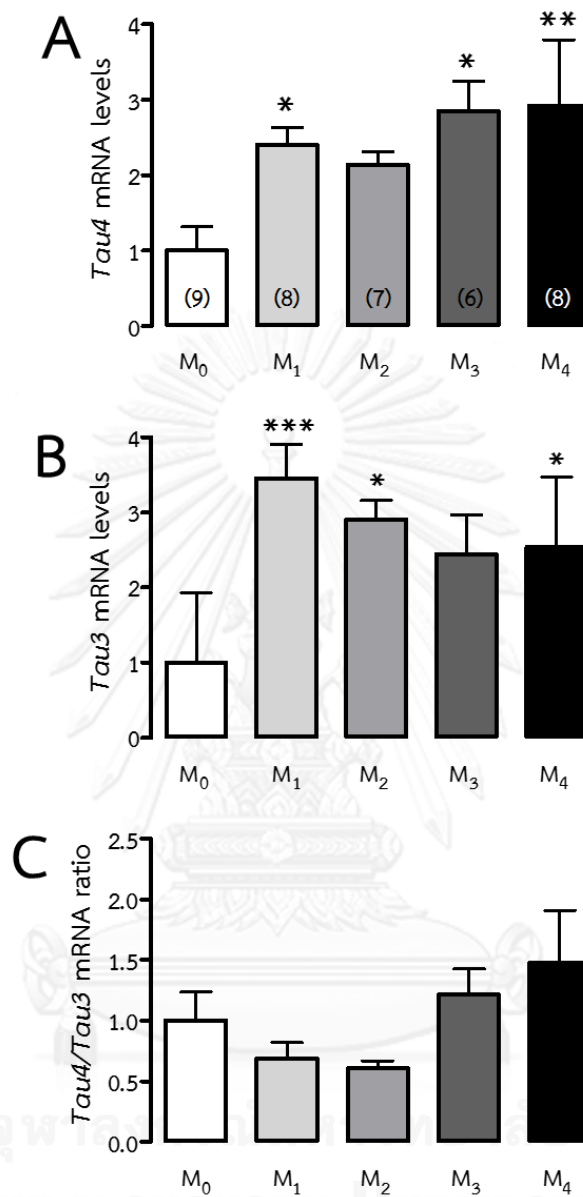 A
Tau4 mRNA levels
4
3
2
1
0
*
*
**
(9)
(8)
(7)
(6)
(8)
M₀
M₁
M₂
M₃
M₄
B
Tau3 mRNA levels
4
3
2
1
0
***
*
*
M₀
M₁
M₂
M₃
M₄
C
Tau4/Tau3 mRNA ratio
2.5
2.0
1.5
1.0
0.5
0.0
M₀
M₁
M₂
M₃
M₄